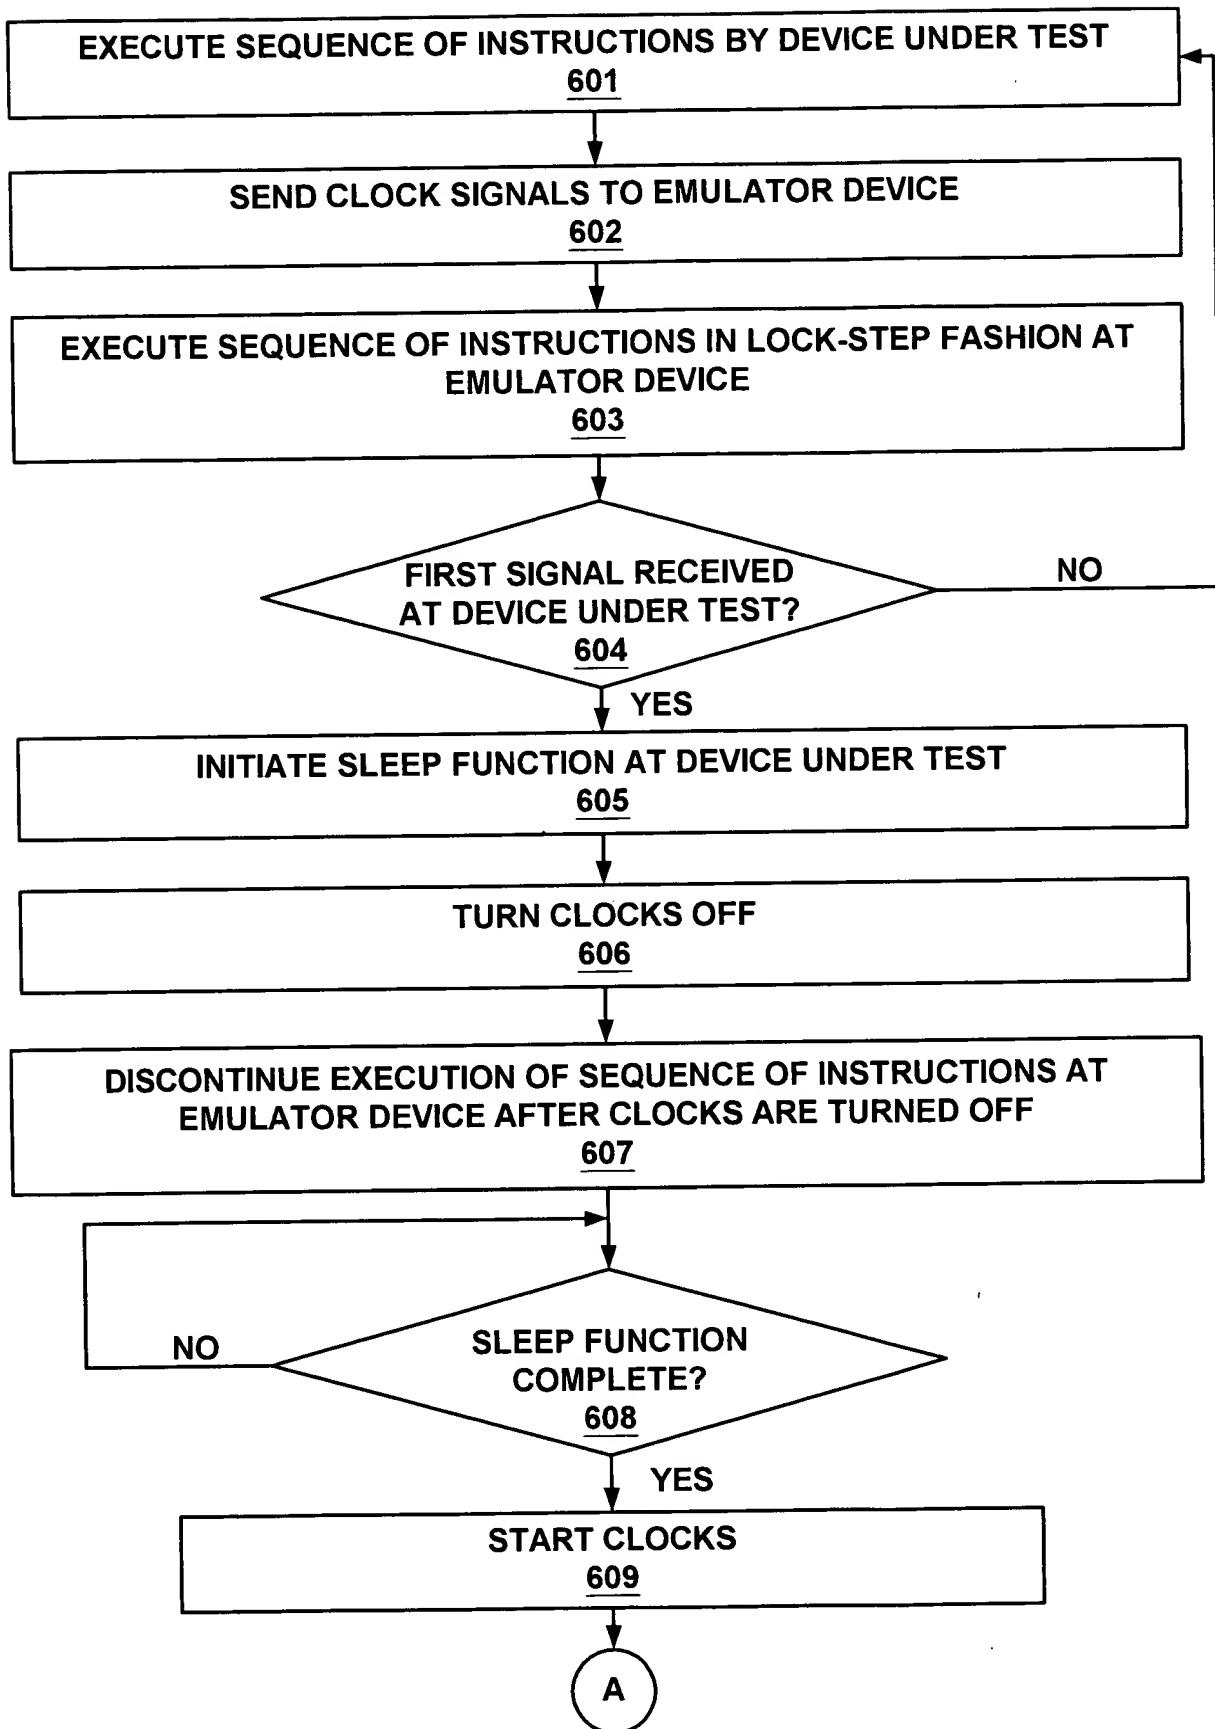 EXECUTE SEQUENCE OF INSTRUCTIONS BY DEVICE UNDER TEST
601
SEND CLOCK SIGNALS TO EMULATOR DEVICE
602
EXECUTE SEQUENCE OF INSTRUCTIONS IN LOCK-STEP FASHION AT
EMULATOR DEVICE
603
FIRST SIGNAL RECEIVED
AT DEVICE UNDER TEST?
604
NO
YES
INITIATE SLEEP FUNCTION AT DEVICE UNDER TEST
605
TURN CLOCKS OFF
606
DISCONTINUE EXECUTION OF SEQUENCE OF INSTRUCTIONS AT
EMULATOR DEVICE AFTER CLOCKS ARE TURNED OFF
607
NO
SLEEP FUNCTION
COMPLETE?
608
YES
START CLOCKS
609
A